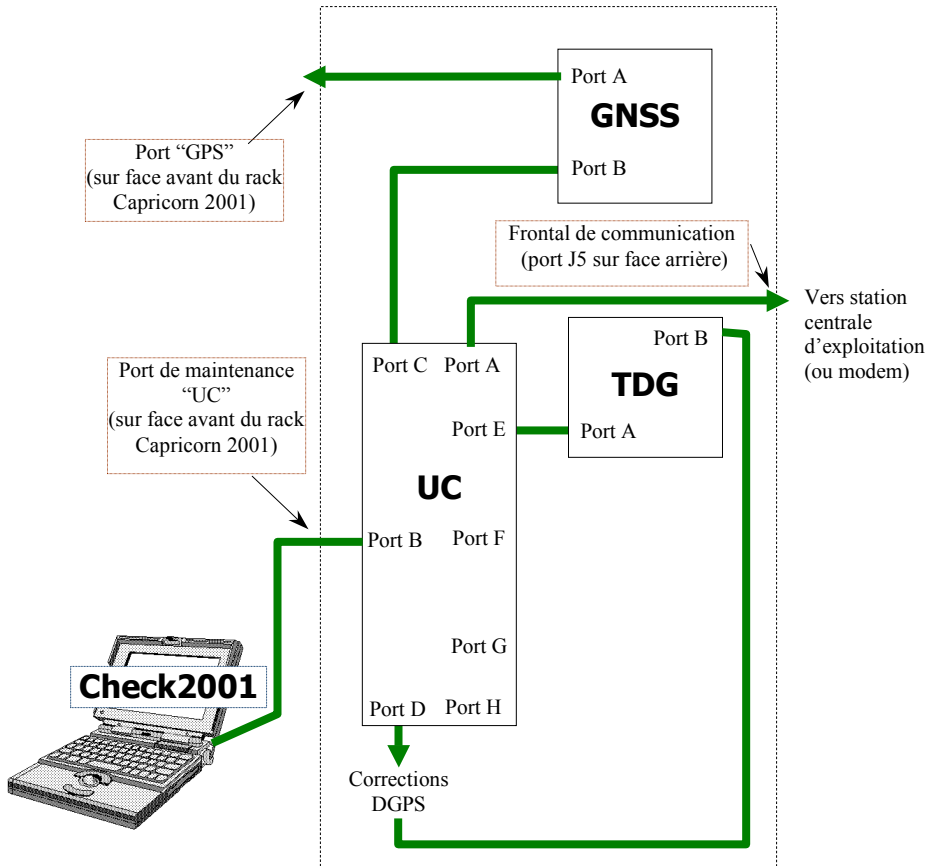 Port A
GNSS
Port “GPS”
(sur face avant du rack
Capricorn 2001)
Port B
Frontal de communication
(port J5 sur face arrière)
Vers station
centrale
d’exploitation
(ou modem)
Port B
TDG
Port A
Port C
Port A
Port E
UC
Port B
Port F
Port G
Port D
Port H
Port de maintenance
“UC”
(sur face avant du rack
Capricorn 2001)
Check2001
Corrections
DGPS